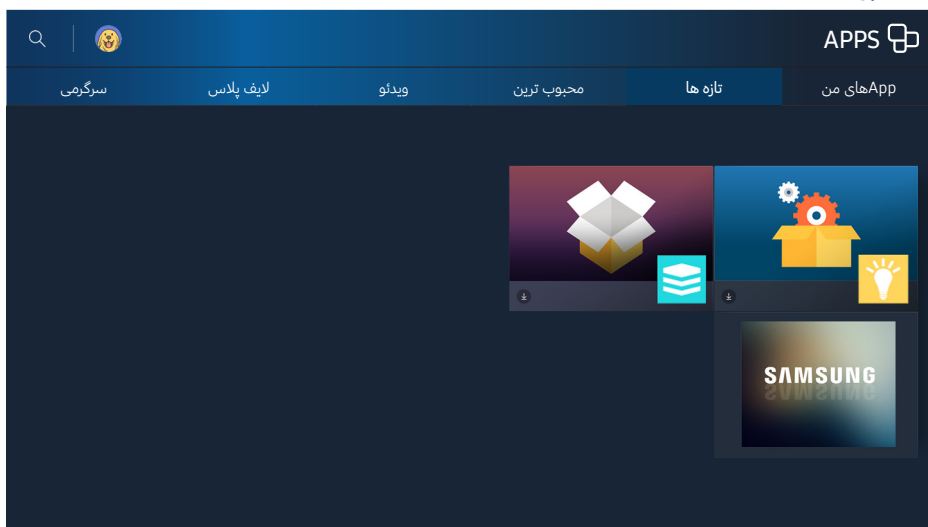 APPS
Appهای من
تازه ها
محبوب ترین
ویدئو
لایف پلاس
سرگرمی
SAMSUNG